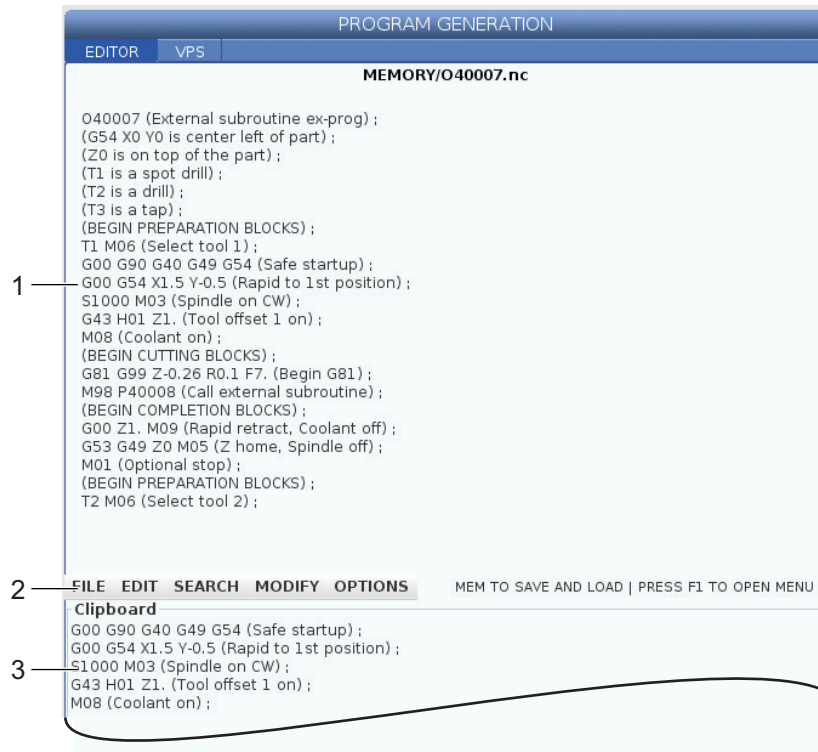 PROGRAM GENERATION
EDITOR VPS
MEMORY/O40007.nc
O40007 (External subroutine ex-prog) ;
(G54 X0 Y0 is center left of part) ;
(Z0 is on top of the part) ;
(T1 is a spot drill) ;
(T2 is a drill) ;
(T3 is a tap) ;
(BEGIN PREPARATION BLOCKS) ;
T1 M06 (Select tool 1) ;
G00 G90 G40 G49 G54 (Safe startup) ;
1 G00 G54 X1.5 Y-0.5 (Rapid to 1st position) ;
S1000 M03 (Spindle on CW) ;
G43 H01 Z1. (Tool offset 1 on) ;
M08 (Coolant on) ;
(BEGIN CUTTING BLOCKS) ;
G81 G99 Z-0.26 R0.1 F7. (Begin G81) ;
M98 P40008 (Call external subroutine) ;
(BEGIN COMPLETION BLOCKS) ;
G00 Z1. M09 (Rapid retract, Coolant off) ;
G53 G49 Z0 M05 (Z home, Spindle off) ;
M01 (Optional stop) ;
(BEGIN PREPARATION BLOCKS) ;
T2 M06 (Select tool 2) ;
2 FILE EDIT SEARCH MODIFY OPTIONS MEM TO SAVE AND LOAD | PRESS F1 TO OPEN MENU
Clipboard
G00 G90 G40 G49 G54 (Safe startup) ;
G00 G54 X1.5 Y-0.5 (Rapid to 1st position) ;
3 S1000 M03 (Spindle on CW) ;
G43 H01 Z1. (Tool offset 1 on) ;
M08 (Coolant on) ;